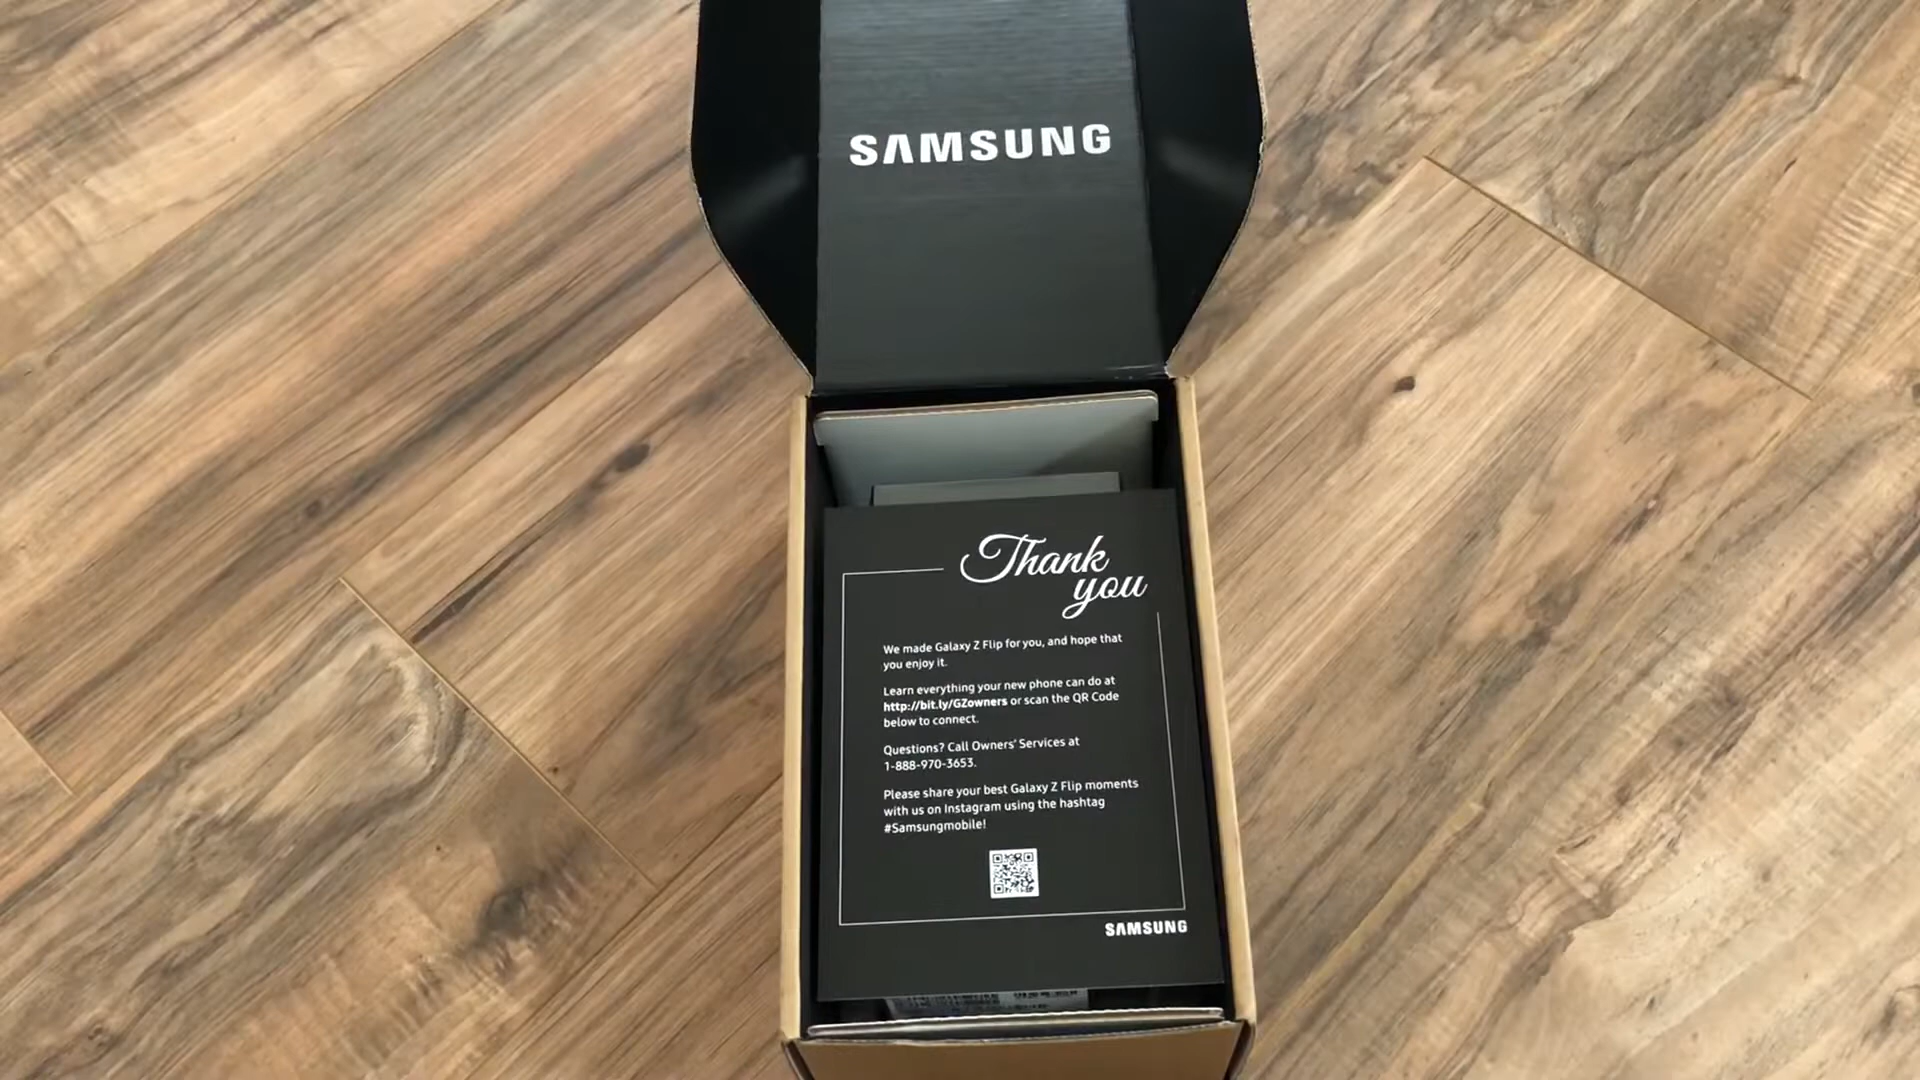 SAMSUNG
Thank
you
We made Galaxy Z Flip for you, and hope that
you enjoy it.
Learn everything your new phone can do at
http://bit.ly/GZowners or scan the QR Code
below to connect.
Questions? Call Owners' Services at
1-888-970-3653.
Please share your best Galaxy Z Flip moments
with us on Instagram using the hashtag
#Samsungmobile!
SAMSUNG